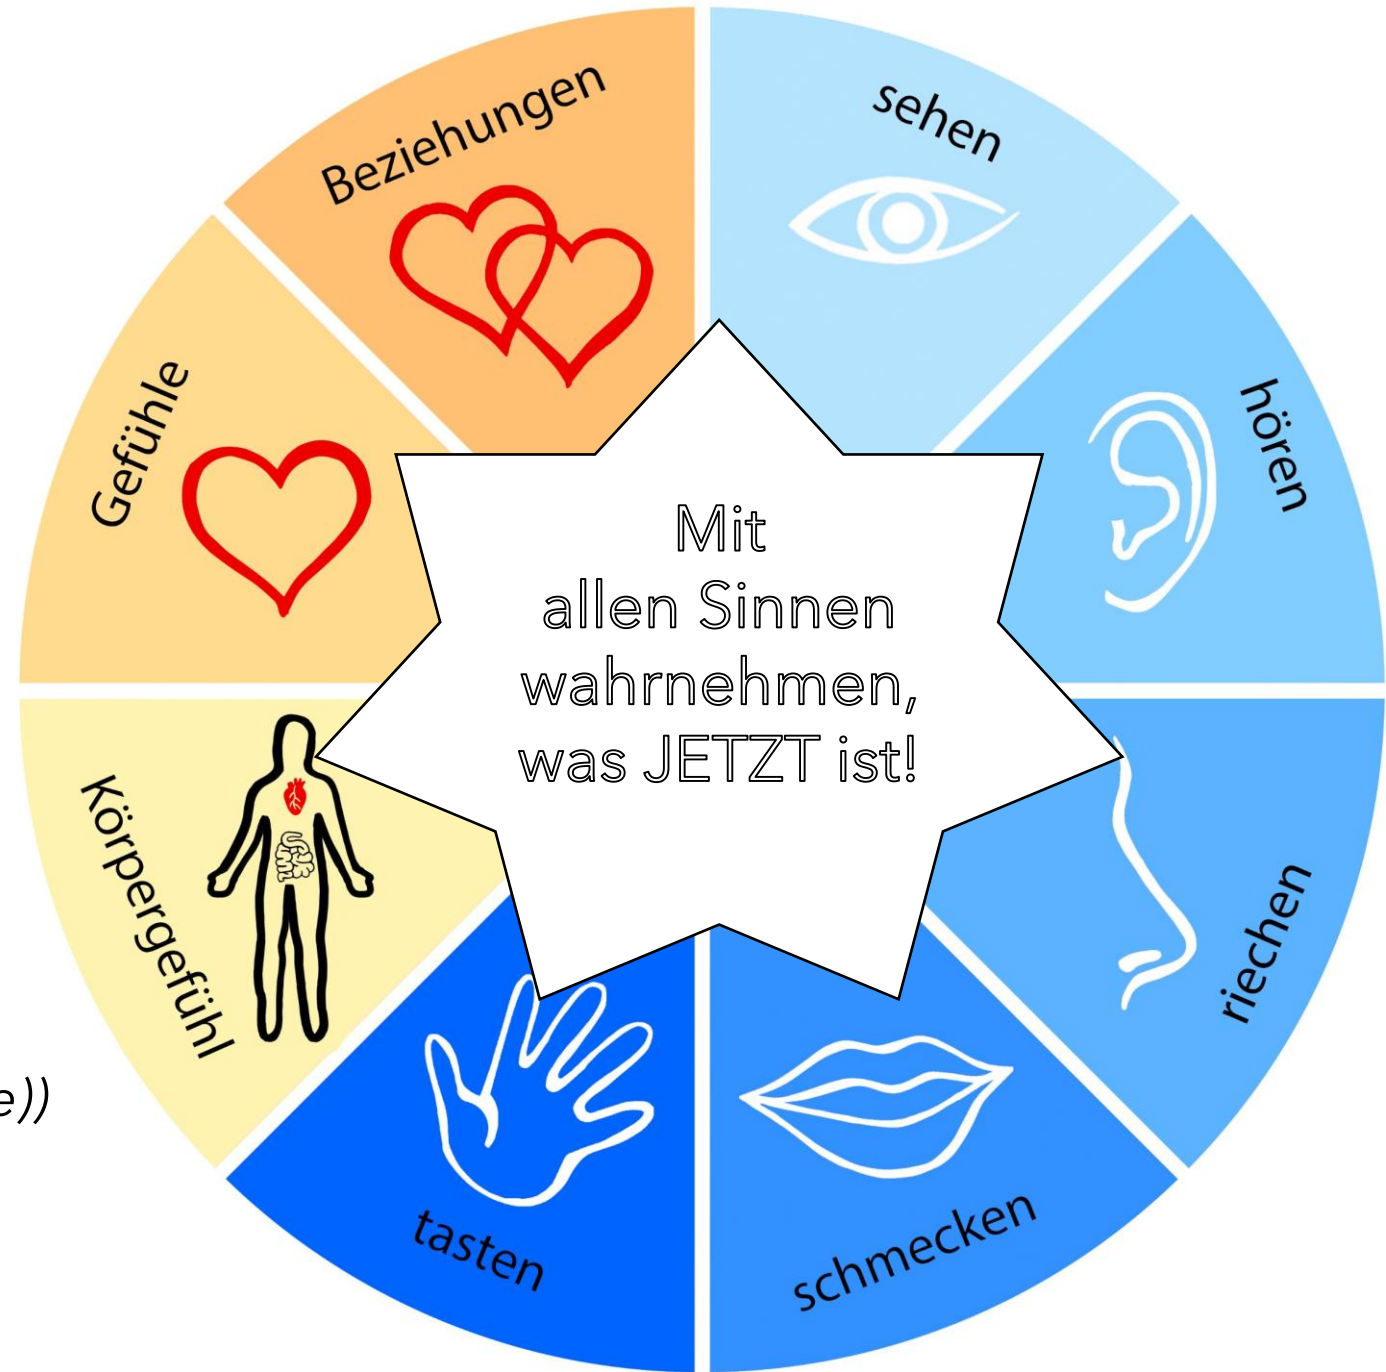 Beziehungen
sehen
Gefühle
hören
Mit
allen Sinnen
wahrnehmen,
was JETZT ist!
Körpergefühl
riechen
e))
tasten
schmecken